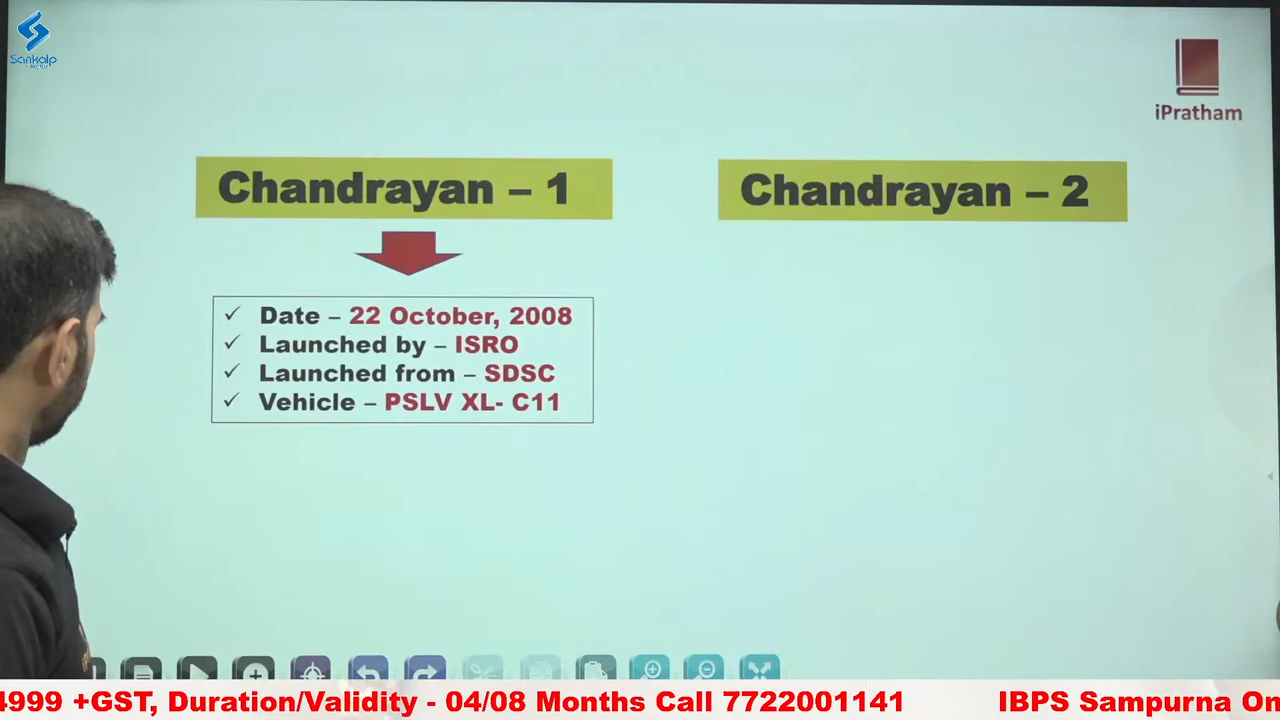 Sankalp
iPratham
Chandrayan – 1
Chandrayan – 2
✓ Date – 22 October, 2008
✓ Launched by – ISRO
✓ Launched from – SDSC
✓ Vehicle – PSLV XL- C11
4999 +GST, Duration/Validity - 04/08 Months Call 7722001141 IBPS Sampurna On